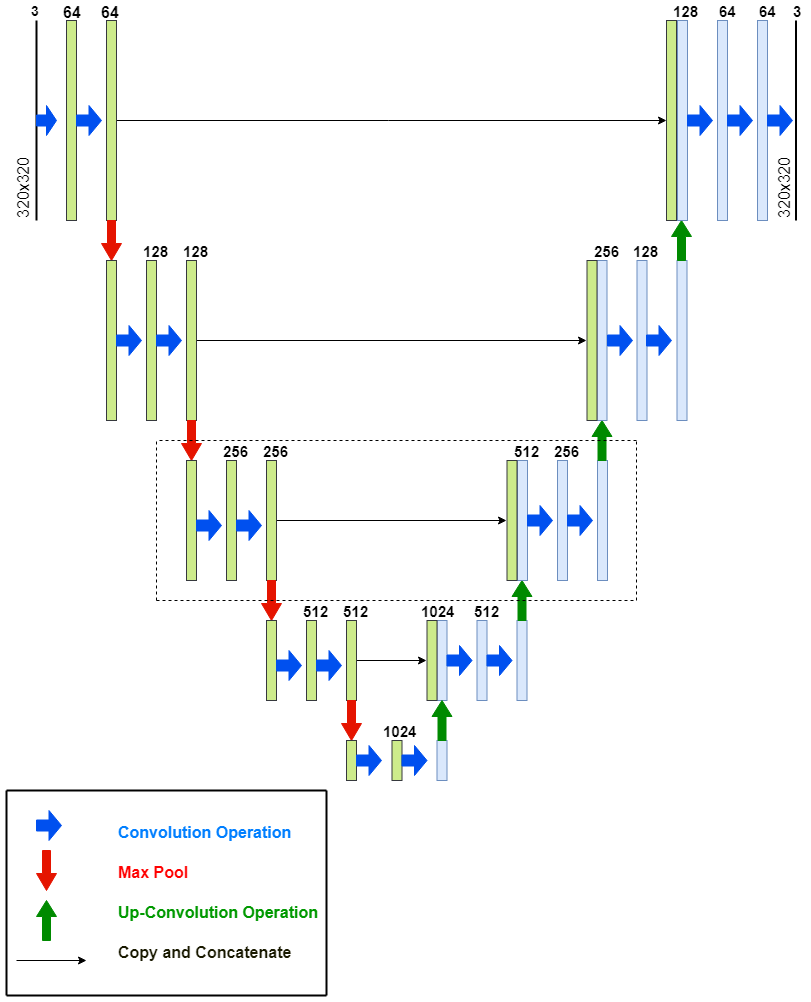 3 64 64 128 64 64 3
320x320 320x320
128 128 256 128
256 256 512 256
512 512 1024 512
1024
Convolution Operation
Max Pool
Up-Convolution Operation
Copy and Concatenate